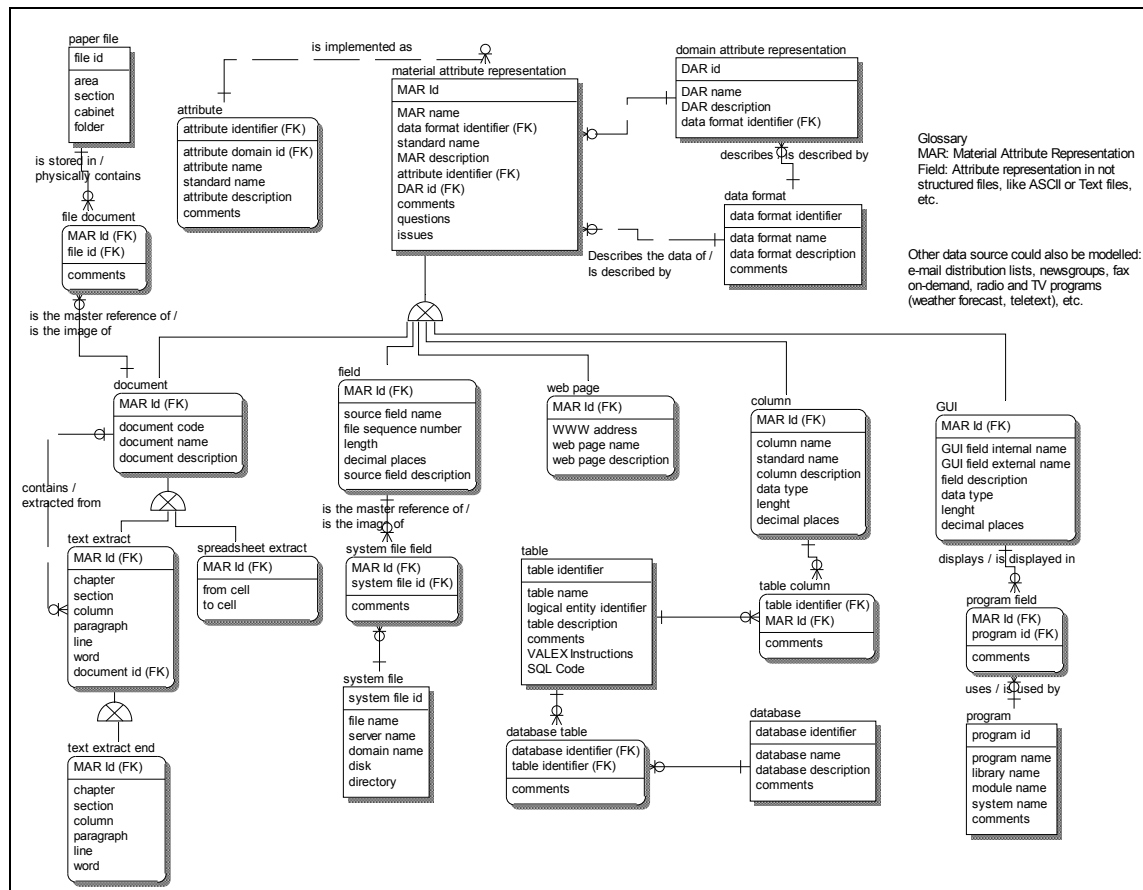 paper file
file id
area
section
cabinet
folder
is stored in /
physically contains
file document
MAR Id (FK)
file id (FK)
comments
is the master reference of /
is the image of
is implemented as
attribute
attribute identifier (FK)
attribute domain id (FK)
attribute name
standard name
attribute description
comments
material attribute representation
MAR Id
MAR name
data format identifier (FK)
standard name
MAR description
attribute identifier (FK)
DAR id (FK)
comments
questions
issues
domain attribute representation
DAR id
DAR name
DAR description
data format identifier (FK)
describes / is described by
data format
data format identifier
data format name
data format description
comments
Describes the data of /
Is described by
Glossary
MAR: Material Attribute Representation
Field: Attribute representation in not
structured files, like ASCII or Text files,
etc.
Other data source could also be modelled:
e-mail distribution lists, newsgroups, fax
on-demand, radio and TV programs
(weather forecast, teletext), etc.
document
MAR Id (FK)
document code
document name
document description
contains /
extracted from
text extract
MAR Id (FK)
chapter
section
column
paragraph
line
word
document id (FK)
text extract end
MAR Id (FK)
chapter
section
column
paragraph
line
word
spreadsheet extract
MAR Id (FK)
from cell
to cell
field
MAR Id (FK)
source field name
file sequence number
length
decimal places
source field description
is the master reference of /
is the image of
system file field
MAR Id (FK)
system file id (FK)
comments
system file
system file id
file name
server name
domain name
disk
directory
web page
MAR Id (FK)
WWW address
web page name
web page description
table
table identifier
table name
logical entity identifier
table description
comments
VALEX Instructions
SQL Code
database table
database identifier (FK)
table identifier (FK)
comments
column
MAR Id (FK)
column name
standard name
column description
data type
lenght
decimal places
table column
table identifier (FK)
MAR Id (FK)
comments
database
database identifier
database name
database description
comments
GUI
MAR Id (FK)
GUI field internal name
GUI field external name
field description
data type
lenght
decimal places
displays / is displayed in
program field
MAR Id (FK)
program id (FK)
comments
uses / is used by
program
program id
program name
library name
module name
system name
comments